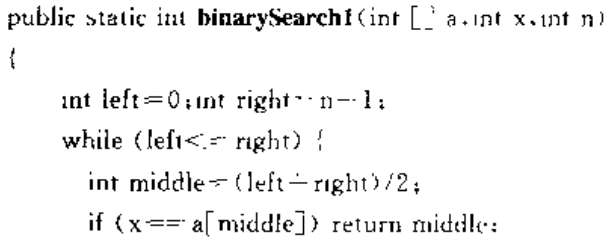 public static int binarySearch1(int [] a,int x,int n)
{
int left=0;int right=n-1;
while (left<=right) {
int middle=(left+right)/2;
if (x==a[middle]) return middle;